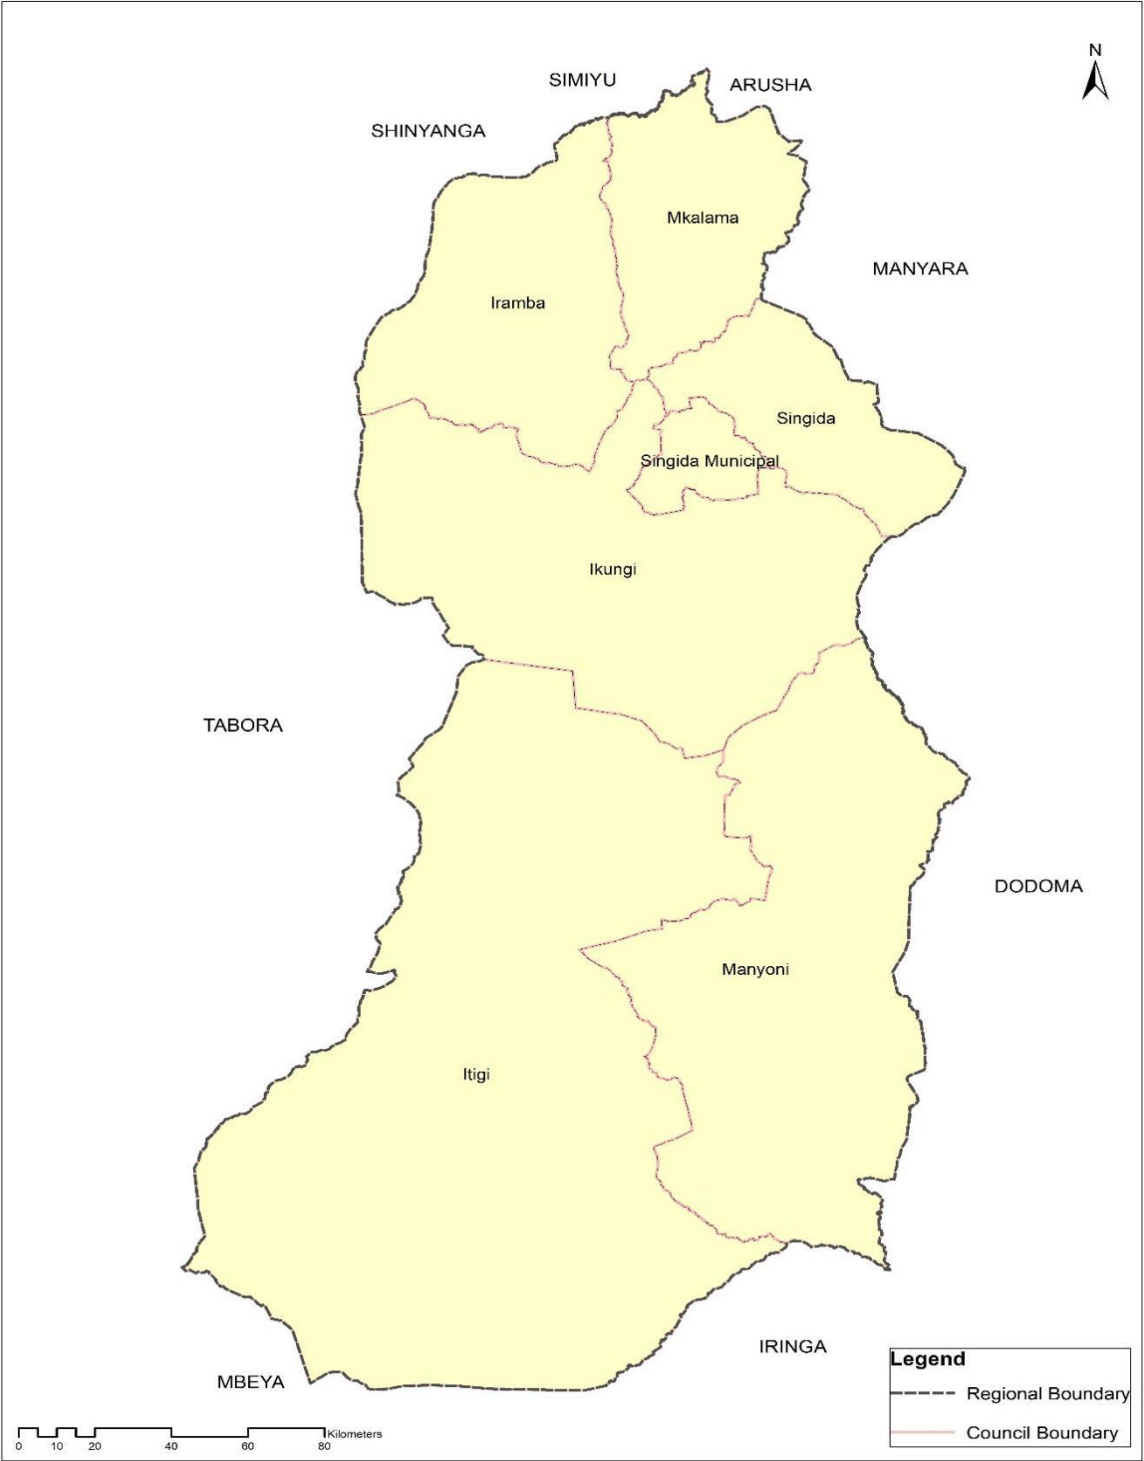 N
SIMIYU
ARUSHA
SHINYANGA
Mkalama
MANYARA
Iramba
Singida
Singida Municipal
Ikungi
TABORA
DODOMA
Manyoni
Itigi
IRINGA
MBEYA
Legend
Regional Boundary
Council Boundary
Kilometers
0 10 20 40 60 80